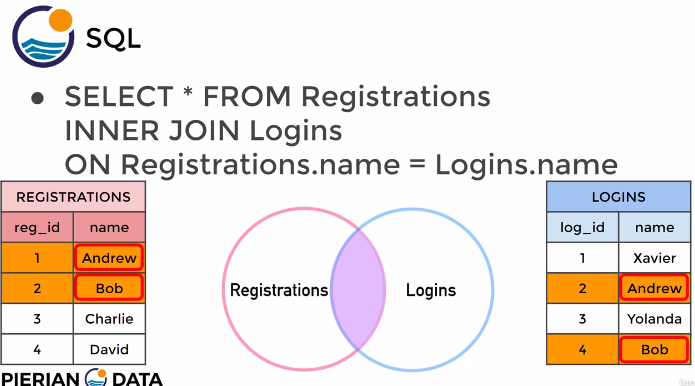 SQL
● SELECT * FROM Registrations
INNER JOIN Logins
ON Registrations.name = Logins.name
REGISTRATIONS
reg_id name
1 Andrew
2 Bob
3 Charlie
4 David
Registrations Logins
LOGINS
log_id name
1 Xavier
2 Andrew
3 Yolanda
4 Bob
PIERIAN DATA